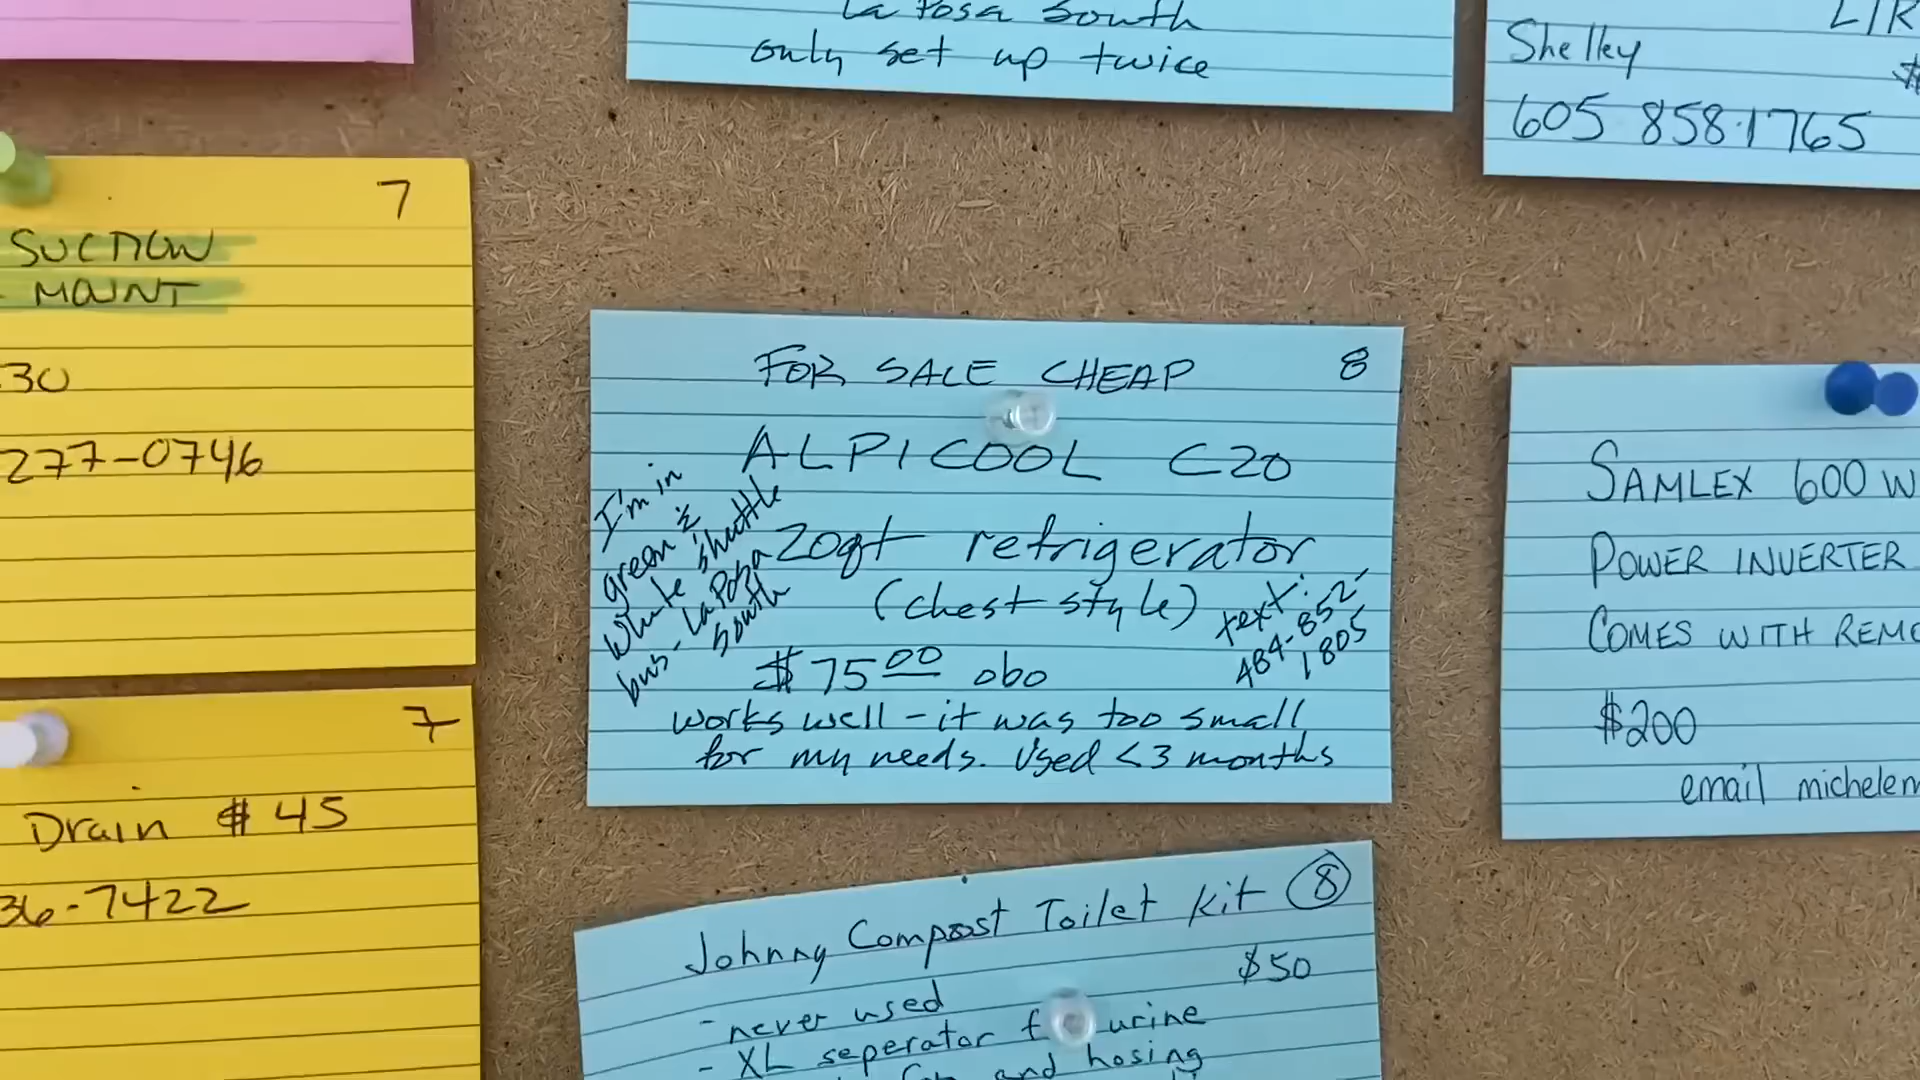 La Posa South
only set up twice
Shelley
605 858.1765
7
SUCTION
MOUNT
30
277-0746
FOR SALE CHEAP 8
ALPICOOL C20
20qt refrigerator
(chest style)
$75.00 obo
works well - it was too small
for my needs. Used <3 months
I'm in
green &
white shuttle
bus - La Posa
South
text:
484-852-
1805
SAMLEX 600 W
POWER INVERTER
COMES WITH REMO
$200
email michelem
7
Drain $45
36-7422
Johnny Compost Toilet Kit 8
$50
- never used
- XL seperator f urine
and hosing